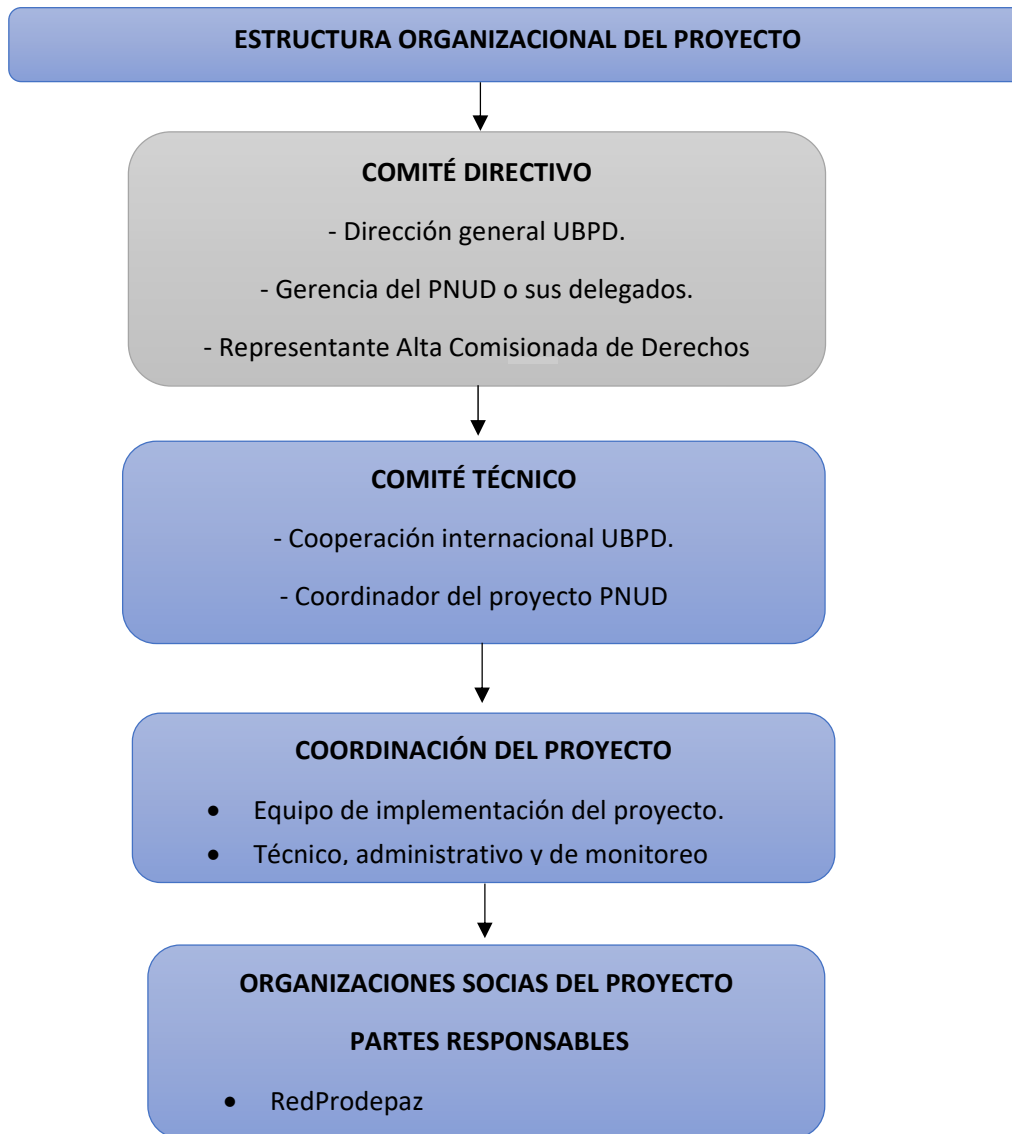 ESTRUCTURA ORGANIZACIONAL DEL PROYECTO
COMITÉ DIRECTIVO
- Dirección general UBPD.
- Gerencia del PNUD o sus delegados.
- Representante Alta Comisionada de Derechos
COMITÉ TÉCNICO
- Cooperación internacional UBPD.
- Coordinador del proyecto PNUD
COORDINACIÓN DEL PROYECTO
• Equipo de implementación del proyecto.
• Técnico, administrativo y de monitoreo
ORGANIZACIONES SOCIAS DEL PROYECTO
PARTES RESPONSABLES
• RedProdepaz